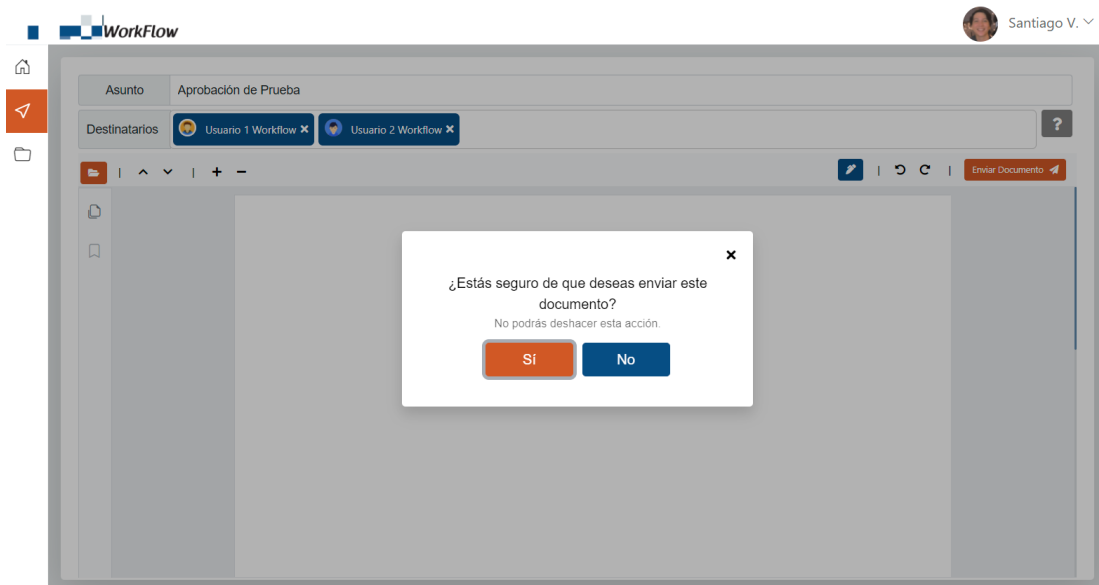 WorkFlow
Santiago V.
Asunto
Aprobación de Prueba
Destinatarios
Usuario 1 Workflow
Usuario 2 Workflow
?
Enviar Documento
¿Estás seguro de que deseas enviar este
documento?
No podrás deshacer esta acción.
Sí
No